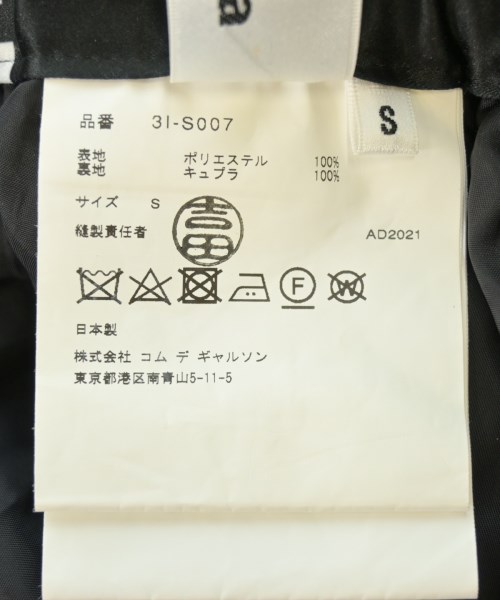 a
品番 3I-S007
表地 ポリエステル 100%
裏地 キュプラ 100%
サイズ S
縫製責任者 吉田
AD2021
F W
日本製
株式会社 コム デ ギャルソン
東京都港区南青山5-11-5
S